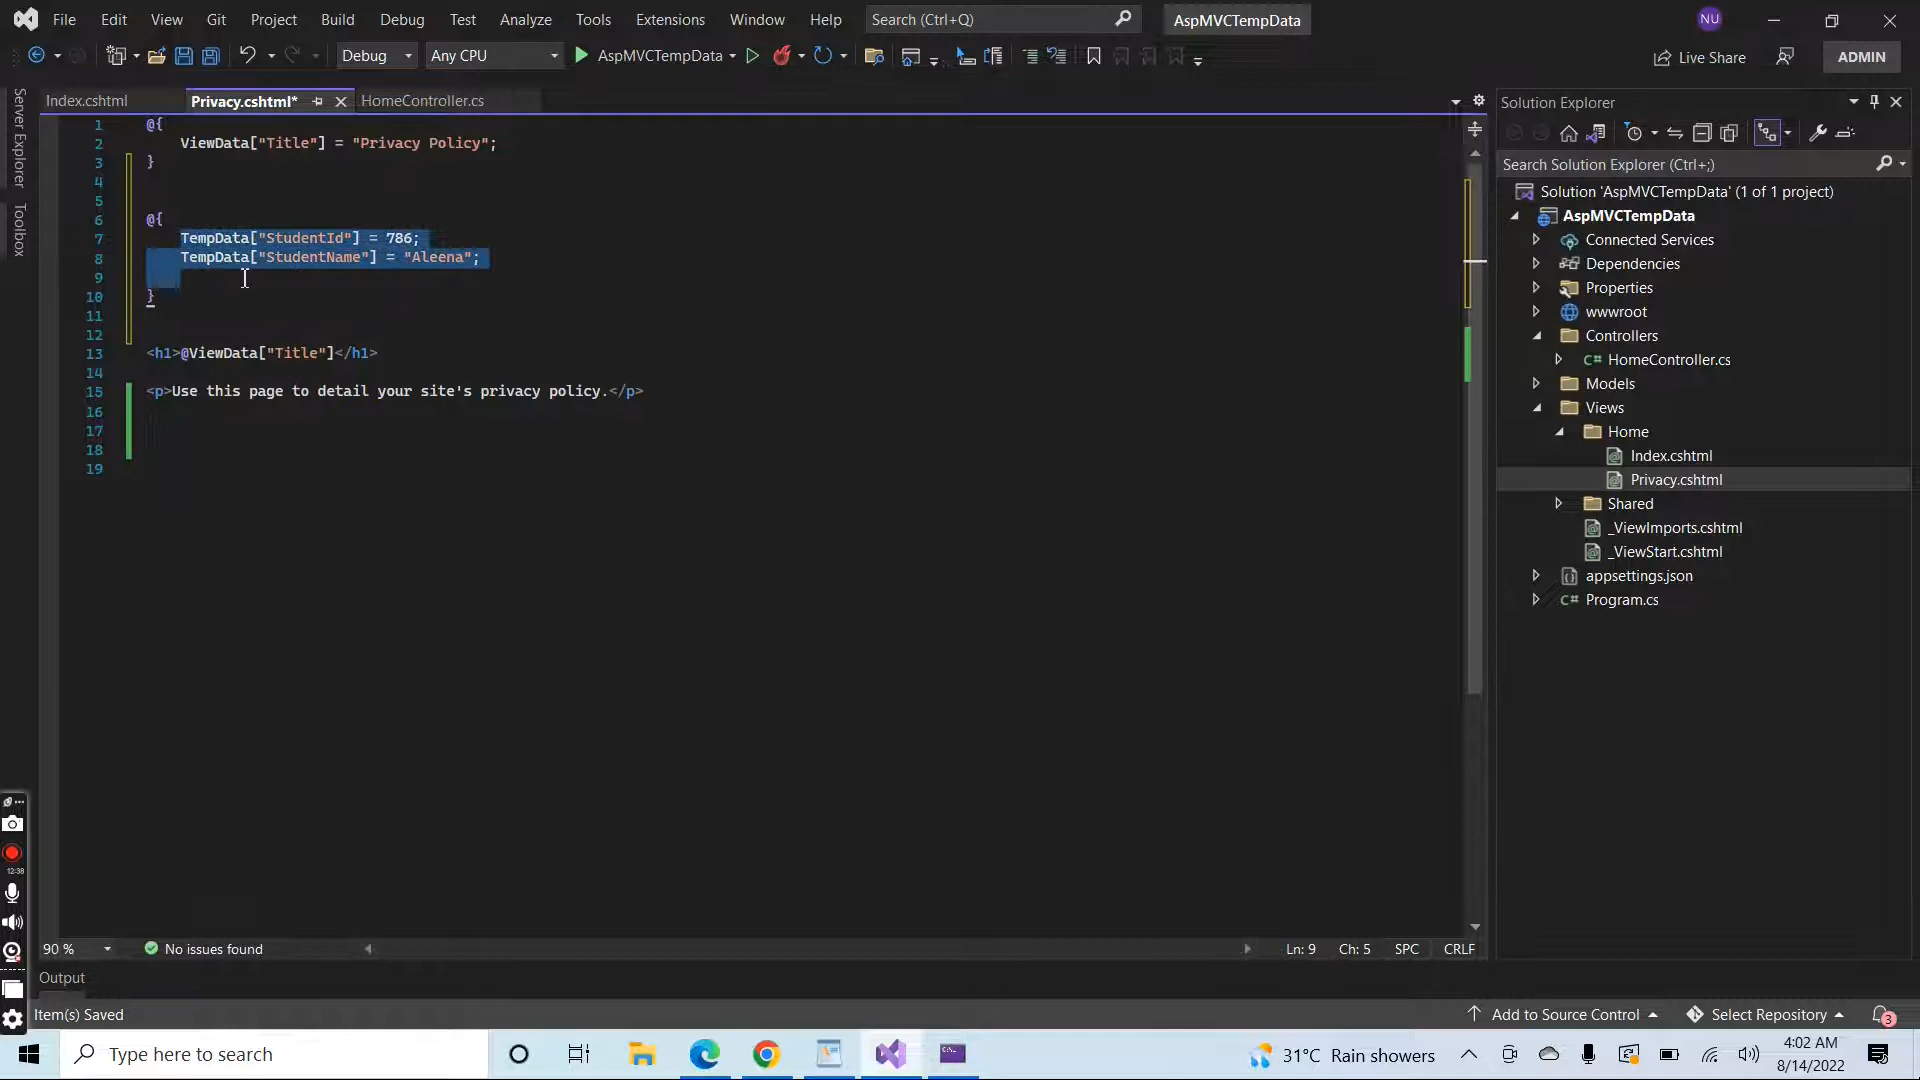 File Edit View Git Project Build Debug Test Analyze Tools Extensions Window Help Search (Ctrl+Q) AspMVCTempData NU
Debug Any CPU AspMVCTempData Live Share ADMIN
Server Explorer
Toolbox
Index.cshtml Privacy.cshtml* HomeController.cs
1 @{
2 ViewData["Title"] = "Privacy Policy";
3 }
4
5
6 @{
7 TempData["StudentId"] = 786;
8 TempData["StudentName"] = "Aleena";
9
10 }
11
12
13 <h1>@ViewData["Title"]</h1>
14
15 <p>Use this page to detail your site's privacy policy.</p>
16
17
18
19
Solution Explorer
Search Solution Explorer (Ctrl+;)
Solution 'AspMVCTempData' (1 of 1 project)
AspMVCTempData
Connected Services
Dependencies
Properties
wwwroot
Controllers
C# HomeController.cs
Models
Views
Home
Index.cshtml
Privacy.cshtml
Shared
_ViewImports.cshtml
_ViewStart.cshtml
appsettings.json
C# Program.cs
12:38
90 % No issues found Ln: 9 Ch: 5 SPC CRLF
Output
Item(s) Saved Add to Source Control Select Repository 3
Type here to search 31°C Rain showers 4:02 AM
8/14/2022